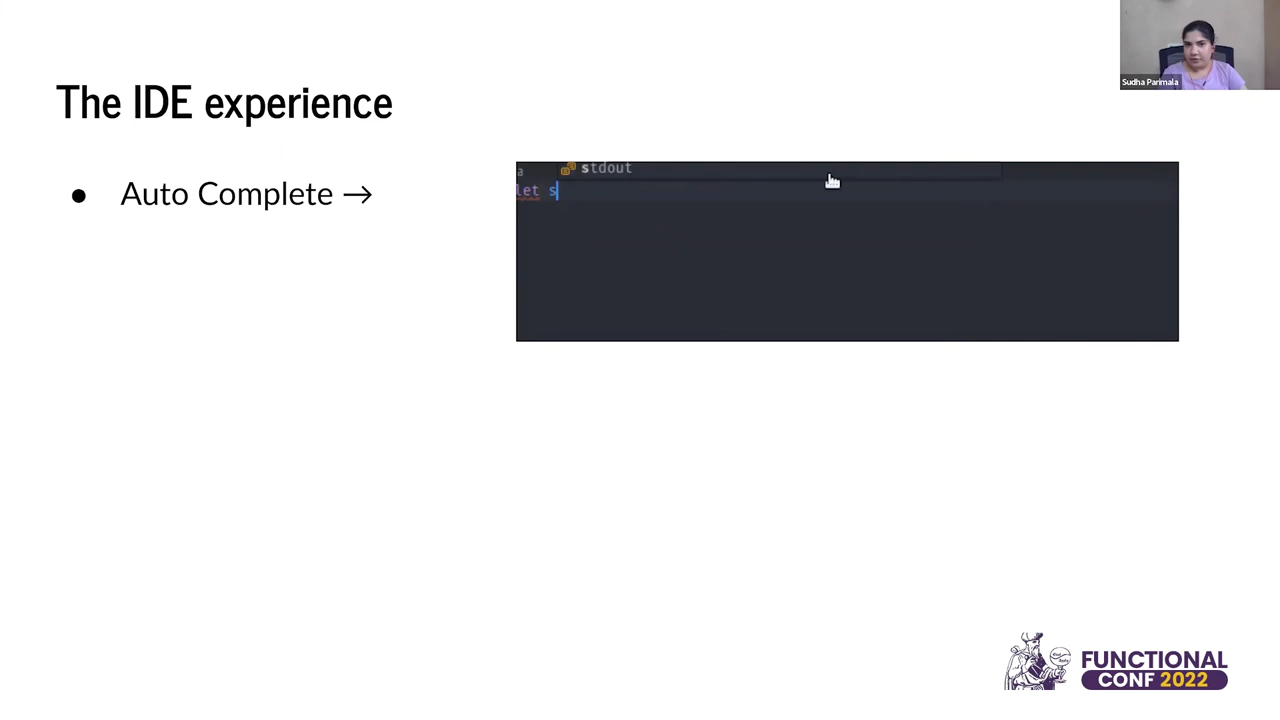 Sudha Parimala
The IDE experience
● Auto Complete →
a
stdout
let s
FUNCTIONAL
CONF 2022